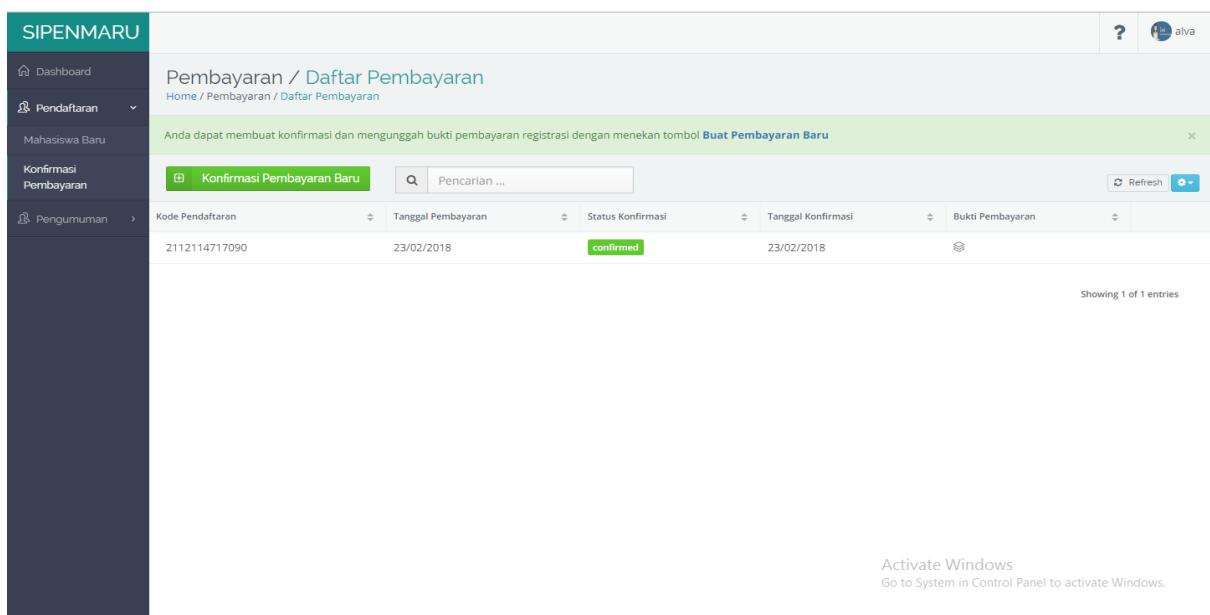 SIPENMARU
? alva
Dashboard
Pendaftaran
Mahasiswa Baru
Konfirmasi
Pembayaran
Pengumuman
Pembayaran / Daftar Pembayaran
Home / Pembayaran / Daftar Pembayaran
Anda dapat membuat konfirmasi dan mengunggah bukti pembayaran registrasi dengan menekan tombol Buat Pembayaran Baru ×
Konfirmasi Pembayaran Baru Pencarian ... Refresh
Kode Pendaftaran Tanggal Pembayaran Status Konfirmasi Tanggal Konfirmasi Bukti Pembayaran
2112114717090 23/02/2018 confirmed 23/02/2018
Showing 1 of 1 entries
Activate Windows
Go to System in Control Panel to activate Windows.